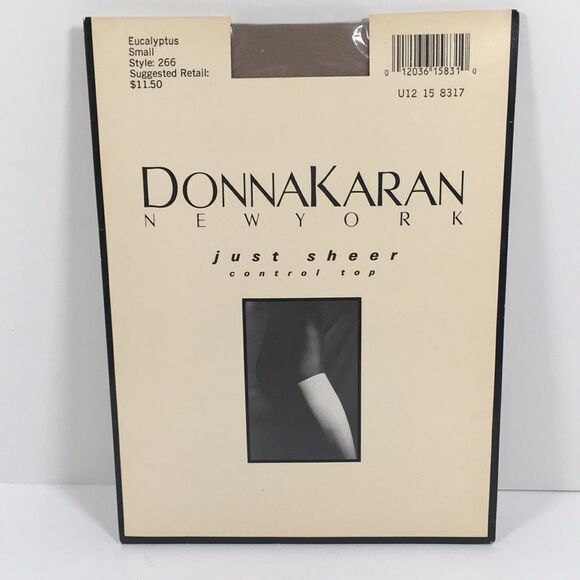 Eucalyptus
Small
Style: 266
Suggested Retail:
$11.50
0 12036 15831 0
U12 15 8317
DONNAKARAN
NEW YORK
just sheer
control top